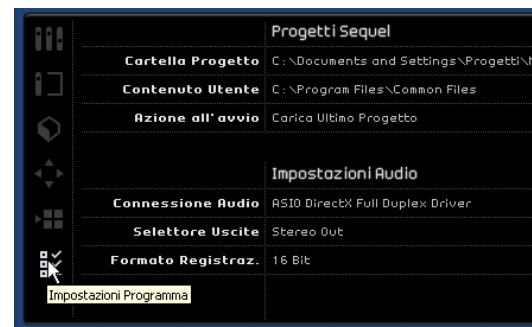 Progetti Sequel
Cartella Progetto C:\Documents and Settings\Progetti\
Contenuto Utente C:\Program Files\Common Files
Azione all'avvio Carica Ultimo Progetto
Impostazioni Audio
Connessione Audio ASIO DirectX Full Duplex Driver
Selettore Uscite Stereo Out
Formato Registraz. 16 Bit
Impostazioni Programma